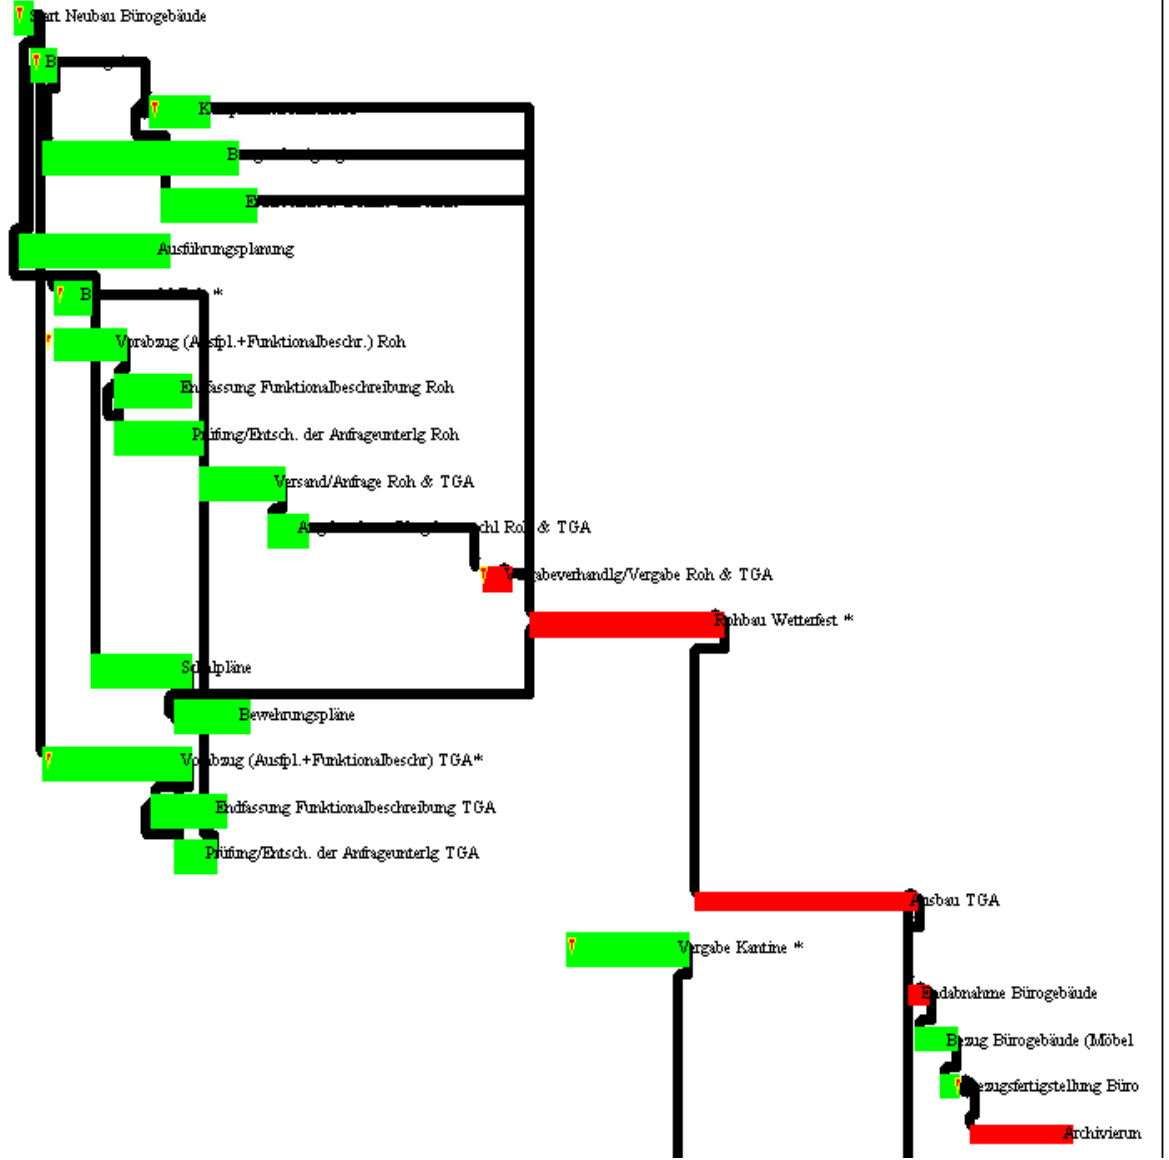 Start Neubau Bürogebäude
Ausführungsplanung
*
Vorabzug (Ausfpl.+Funktionalbeschr.) Roh
Endfassung Funktionalbeschreibung Roh
Prüfung/Entsch. der Anfrageunterlg Roh
Versand/Anfrage Roh & TGA
Roh & TGA
Vergabeverhandlg/Vergabe Roh & TGA
Rohbau Wetterfest *
Schalpläne
Bewehrungspläne
Vorabzug (Ausfpl.+Funktionalbeschr) TGA*
Endfassung Funktionalbeschreibung TGA
Prüfung/Entsch. der Anfrageunterlg TGA
Ausbau TGA
Vergabe Kantine *
Endabnahme Bürogebäude
Bezug Bürogebäude (Möbel
Bezugsfertigstellung Büro
Archivierun